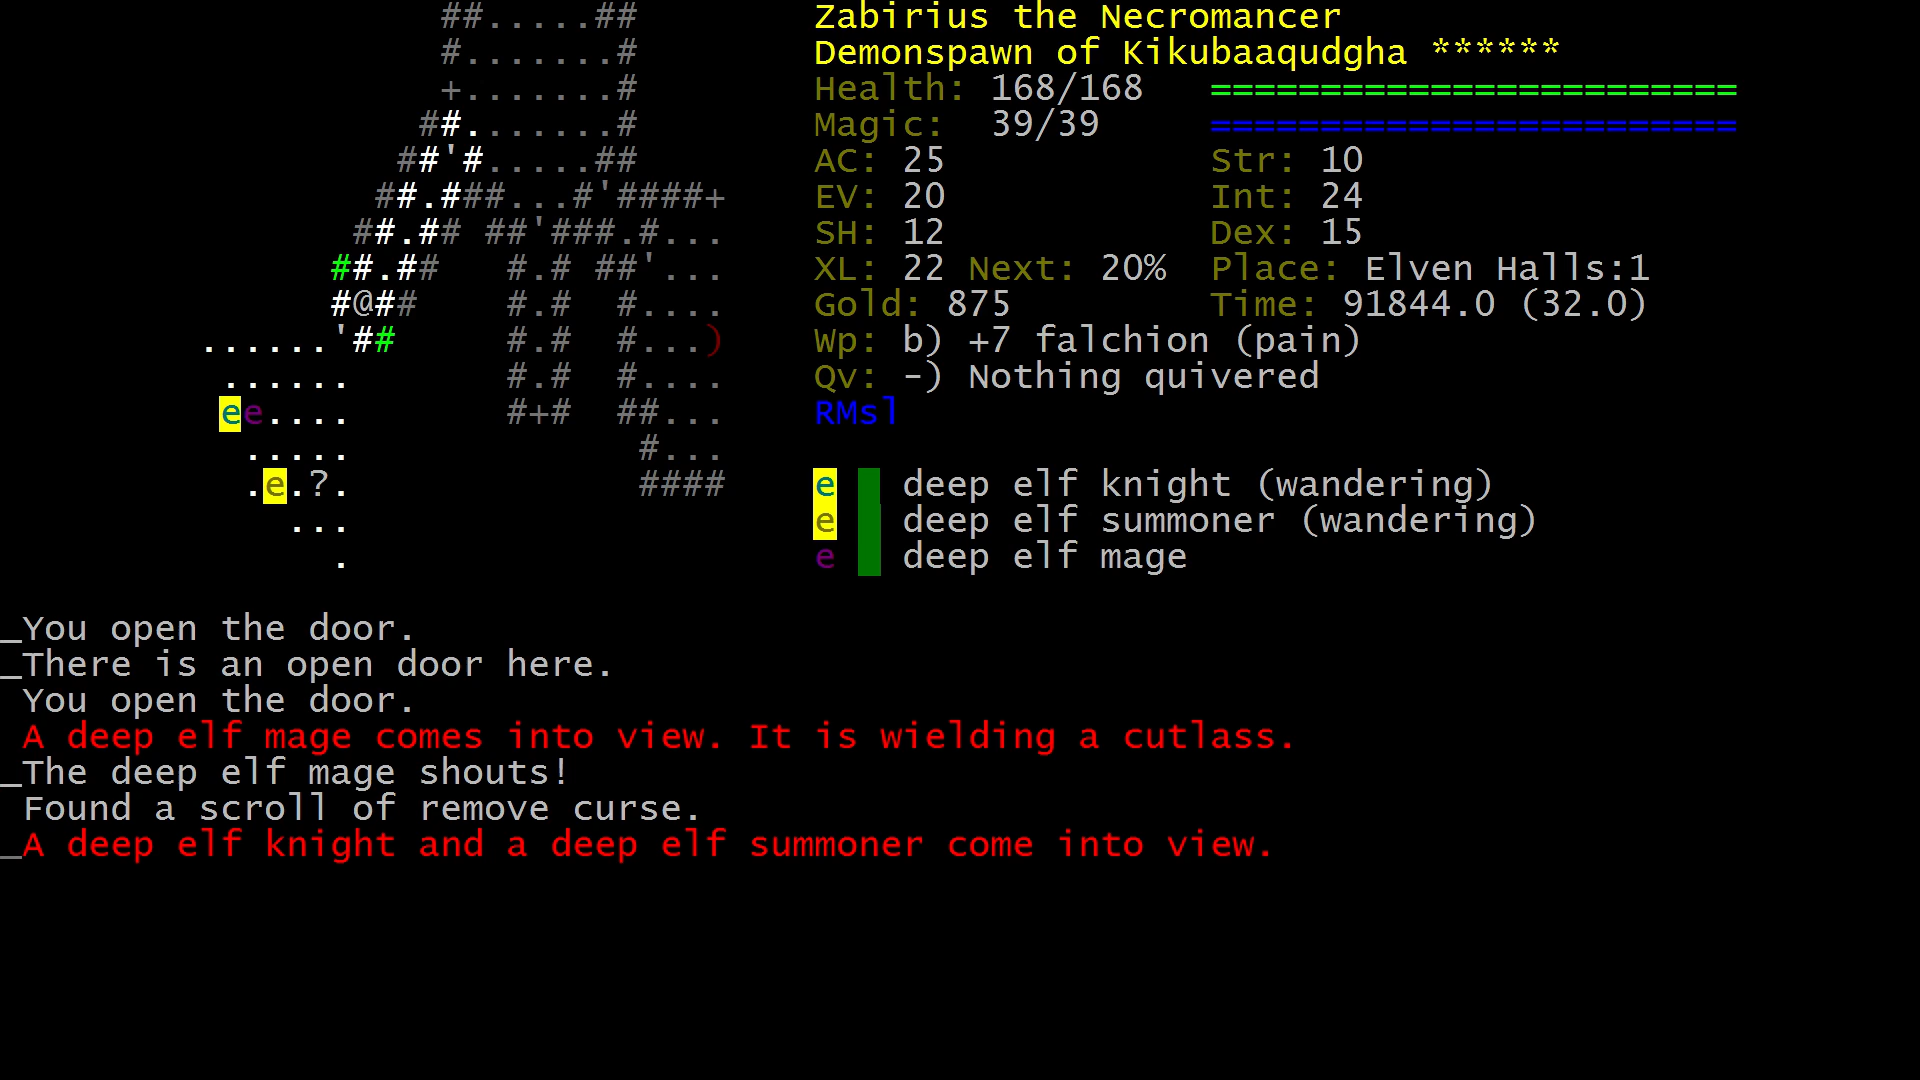 ##.....##
#.......#
+.......#
##.......#
##'#.....##
##.###...#'####+
##.## ##'###.#...
##.## #.# ##'...
#@## #.# #....
......'## #.# #...)
...... #.# #....
ee.... #+# ##...
..... #...
.e.?. ####
...
.
Zabirius the Necromancer
Demonspawn of Kikubaaqudgha ******
Health: 168/168 ========================
Magic: 39/39 ========================
AC: 25 Str: 10
EV: 20 Int: 24
SH: 12 Dex: 15
XL: 22 Next: 20% Place: Elven Halls:1
Gold: 875 Time: 91844.0 (32.0)
Wp: b) +7 falchion (pain)
Qv: -) Nothing quivered
RMsl
e deep elf knight (wandering)
e deep elf summoner (wandering)
e deep elf mage
_You open the door.
_There is an open door here.
You open the door.
A deep elf mage comes into view. It is wielding a cutlass.
_The deep elf mage shouts!
Found a scroll of remove curse.
_A deep elf knight and a deep elf summoner come into view.